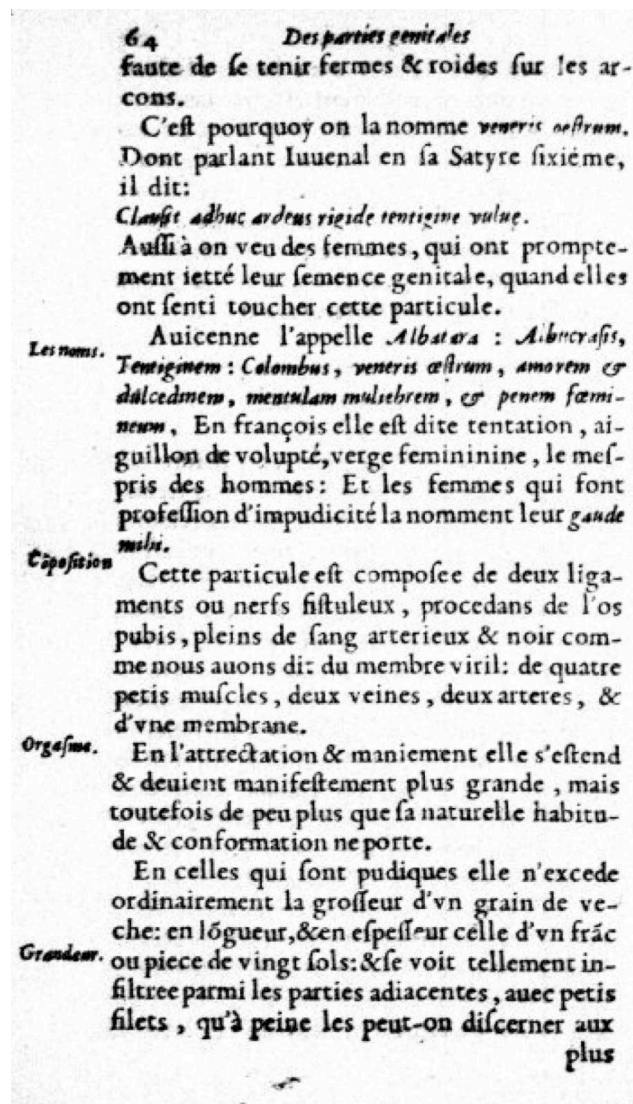 64 Des parties genitales
faute de ſe tenir fermes & roides ſur les ar-
cons.
C'eſt pourquoy on la nomme veneris œſtrum.
Dont parlant Iuuenal en ſa Satyre ſixiéme,
il dit:
Clauſit adhuc ardens rigide tentigine vulue.
Auſſi à on veu des femmes, qui ont prompte-
ment ietté leur ſemence genitale, quand elles
ont ſenti toucher cette particule.
Les noms.
Auicenne l'appelle Albatara : Albucraſis,
Tentiginem : Colombus, veneris œſtrum, amorem &
dulcedinem, mentulam muliebrem, & penem fœmi-
neum, En françois elle eſt dite tentation, ai-
guillon de volupté, verge femininine, le meſ-
pris des hommes: Et les femmes qui font
profeſſion d'impudicité la nomment leur gaude
mihi.
Cōpoſition
Cette particule eſt compoſee de deux liga-
ments ou nerfs fiſtuleux, procedans de l'os
pubis, pleins de ſang arterieux & noir com-
me nous auons dit du membre viril: de quatre
petis muſcles, deux veines, deux arteres, &
d'vne membrane.
Orgaſme.
En l'attrectation & maniement elle s'eſtend
& deuient manifeſtement plus grande, mais
toutefois de peu plus que ſa naturelle habitu-
de & conformation ne porte.
En celles qui ſont pudiques elle n'excede
ordinairement la groſſeur d'vn grain de ve-
che: en lōgueur, & en eſpeſſeur celle d'vn frāc
Grandeur.
ou piece de vingt ſols: & ſe voit tellement in-
filtree parmi les parties adiacentes, auec petis
filets, qu'à peine les peut-on diſcerner aux
plus